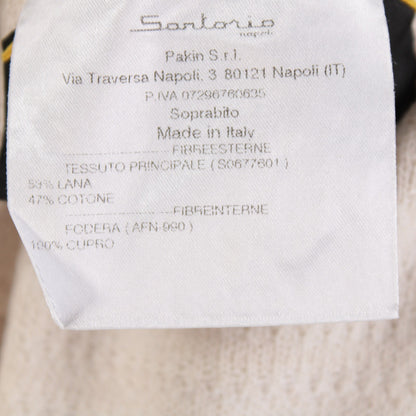 Sartorio
napoli
Pakin S.r.l.
Via Traversa Napoli, 3 80121 Napoli (IT)
P.IVA 07296760635
Soprabito
Made in Italy
FIBREESTERNE
TESSUTO PRINCIPALE ( S0677601 )
53% LANA
47% COTONE
FIBREINTERNE
FODERA ( AFN-990 )
100% CUPRO